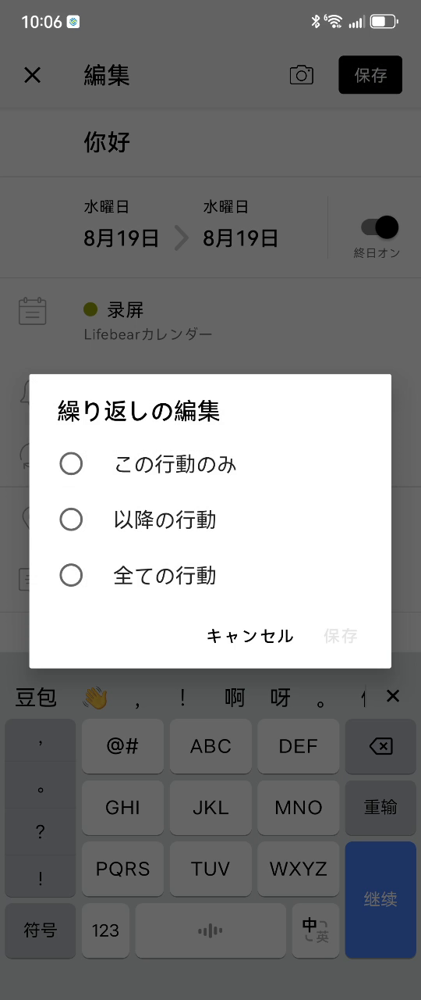 10:06
編集
保存
你好
水曜日
8月19日
水曜日
8月19日
終日オン
录屏
Lifebearカレンダー
繰り返しの編集
この行動のみ
以降の行動
全ての行動
キャンセル
保存
豆包 👋 , ! 啊 呀 。
, @# ABC DEF
。 GHI JKL MNO 重输
? PQRS TUV WXYZ 继续
!
符号 123 中 英